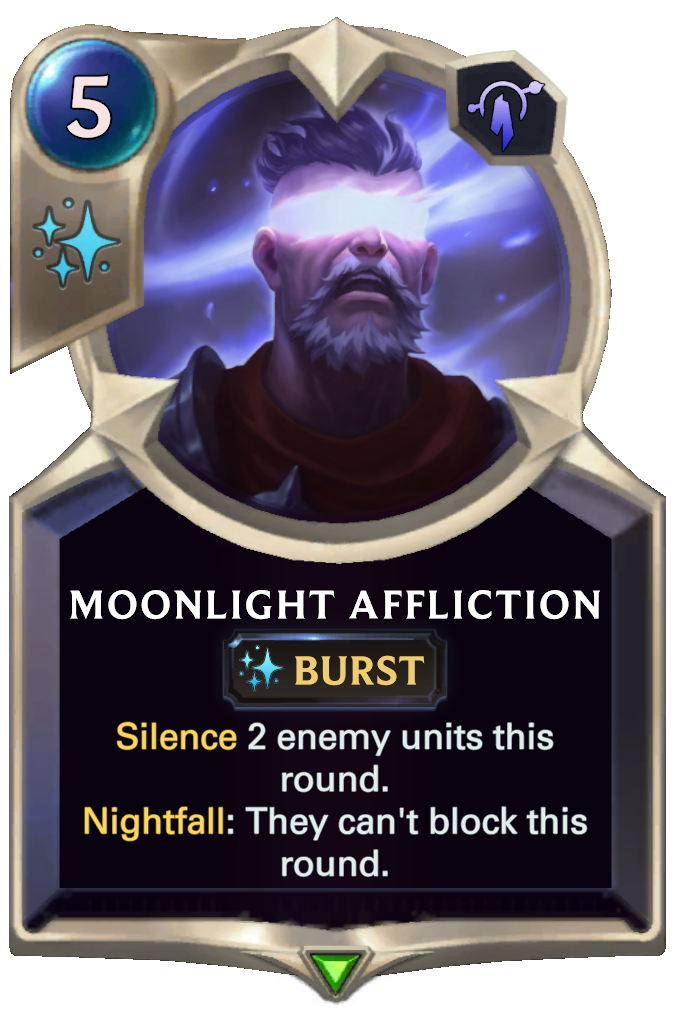 5
MOONLIGHT AFFLICTION
BURST
Silence 2 enemy units this
round.
Nightfall: They can't block this
round.